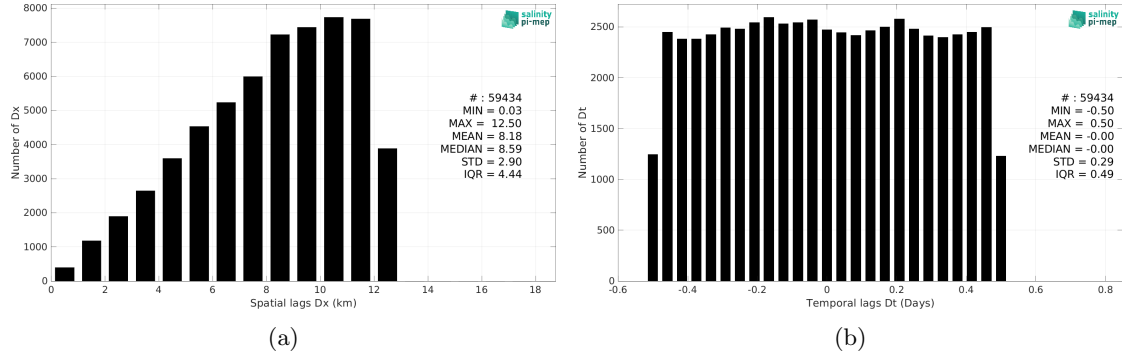 salinity
pi-mep
8000
7000
6000
5000
4000
3000
2000
1000
0
Number of Dx
# : 59434
MIN = 0.03
MAX = 12.50
MEAN = 8.18
MEDIAN = 8.59
STD = 2.90
IQR = 4.44
0 2 4 6 8 10 12 14 16 18
Spatial lags Dx (km)
(a)
salinity
pi-mep
2500
2000
1500
1000
500
0
Number of Dt
# : 59434
MIN = -0.50
MAX = 0.50
MEAN = -0.00
MEDIAN = -0.00
STD = 0.29
IQR = 0.49
-0.6 -0.4 -0.2 0 0.2 0.4 0.6 0.8
Temporal lags Dt (Days)
(b)